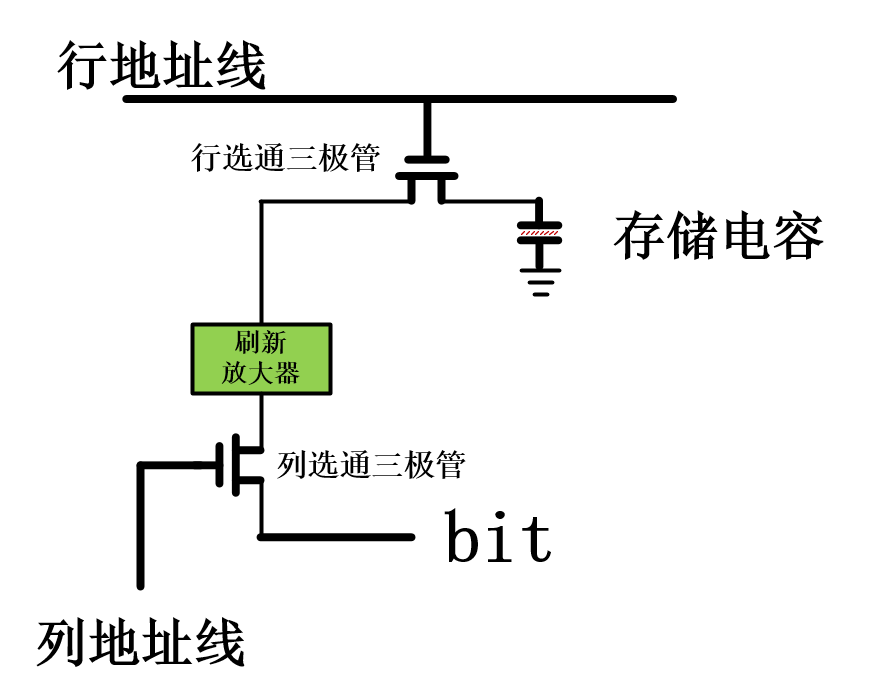 行地址线
行选通三极管
存储电容
刷新
放大器
列选通三极管
bit
列地址线